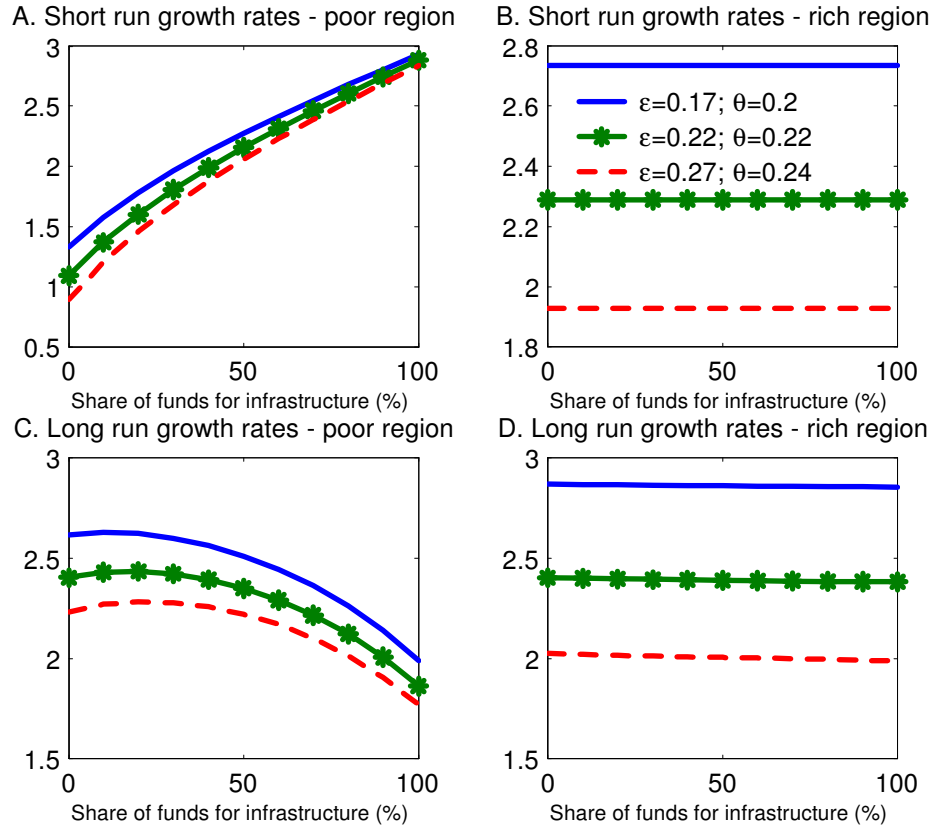 A. Short run growth rates - poor region
3
2.5
2
1.5
1
0.5
0
50
100
Share of funds for infrastructure (%)
B. Short run growth rates - rich region
2.8
2.6
2.4
2.2
2
1.8
0
50
100
Share of funds for infrastructure (%)
ε=0.17; θ=0.2
ε=0.22; θ=0.22
ε=0.27; θ=0.24
C. Long run growth rates - poor region
3
2.5
2
1.5
0
50
100
Share of funds for infrastructure (%)
D. Long run growth rates - rich region
3
2.5
2
1.5
0
50
100
Share of funds for infrastructure (%)